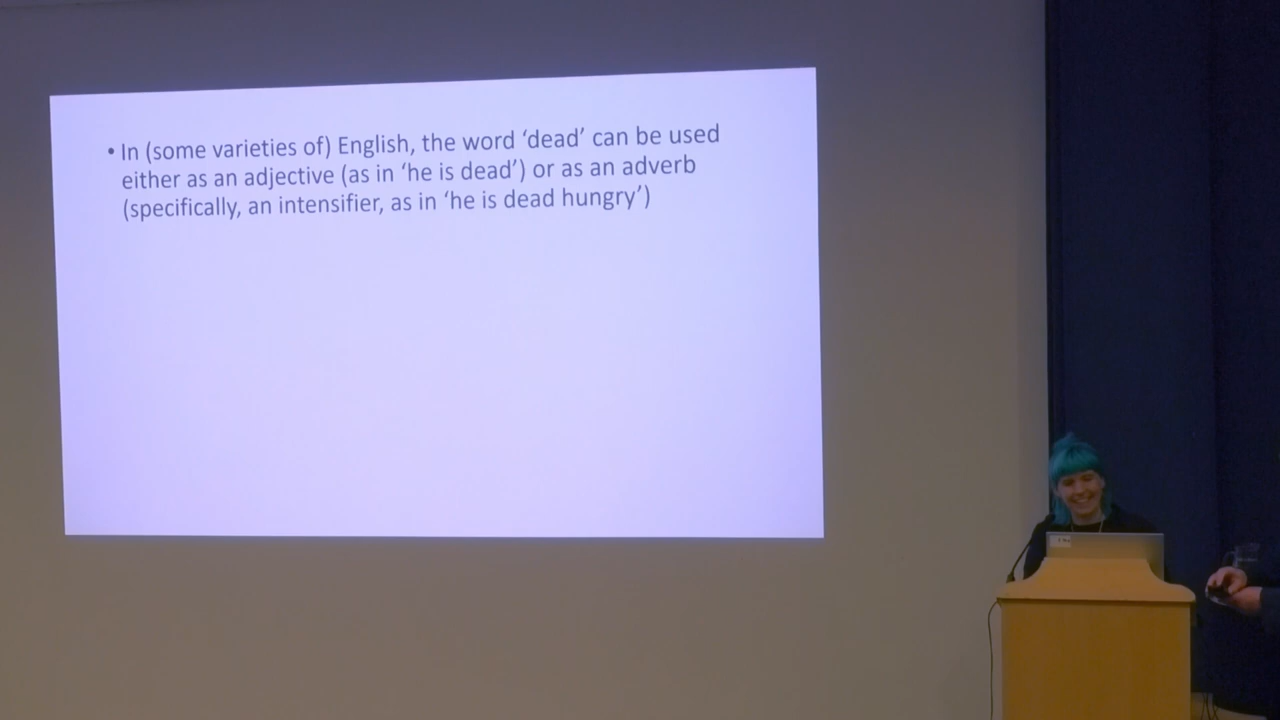 • In (some varieties of) English, the word ‘dead’ can be used
either as an adjective (as in ‘he is dead’) or as an adverb
(specifically, an intensifier, as in ‘he is dead hungry’)